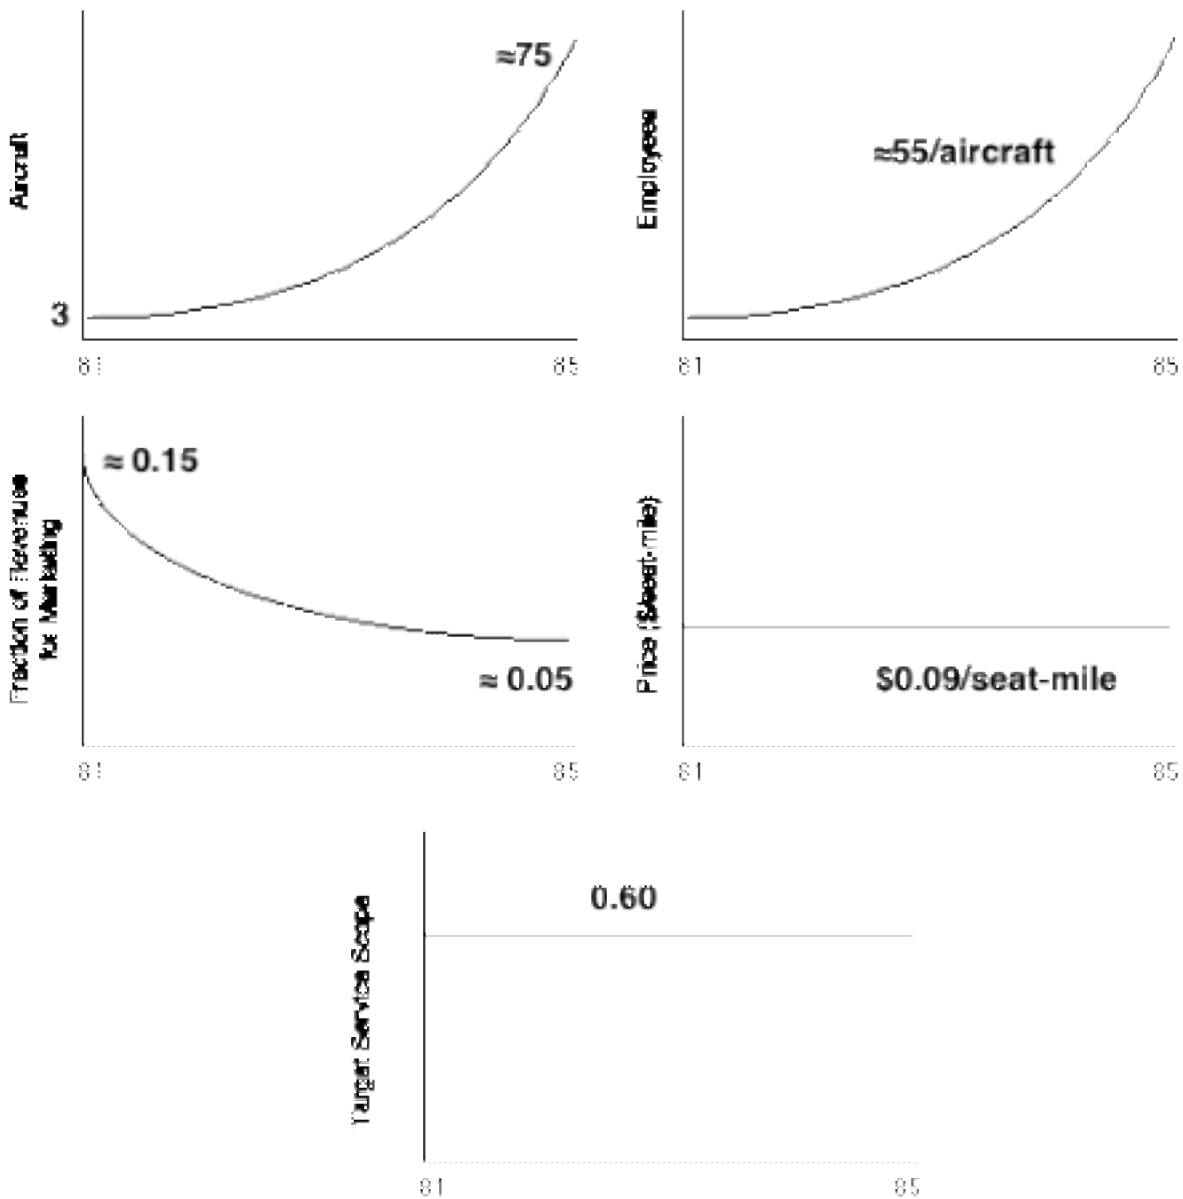 Aircraft
≈75
3
81
85
Employees
≈55/aircraft
81
85
Fraction of Revenues
for Marketing
≈ 0.15
≈ 0.05
81
85
Price ($/seat-mile)
$0.09/seat-mile
81
85
Target Service Scope
0.60
81
85